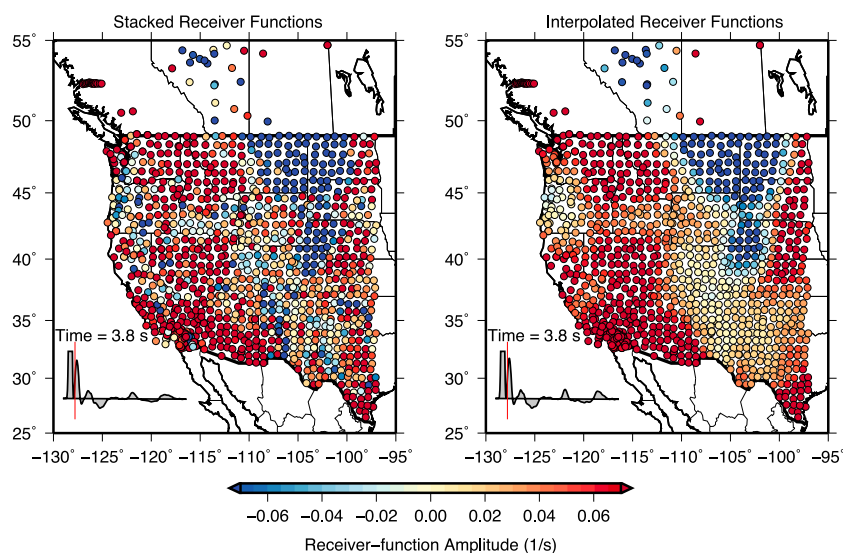 Stacked Receiver Functions
Interpolated Receiver Functions
55°
50°
45°
40°
35°
30°
25°
55°
50°
45°
40°
35°
30°
25°
Time = 3.8 s
Time = 3.8 s
−130 −125 −120 −115 −110 −105 −100 −95
−130 −125 −120 −115 −110 −105 −100 −95
−0.06 −0.04 −0.02 0.00 0.02 0.04 0.06
Receiver−function Amplitude (1/s)